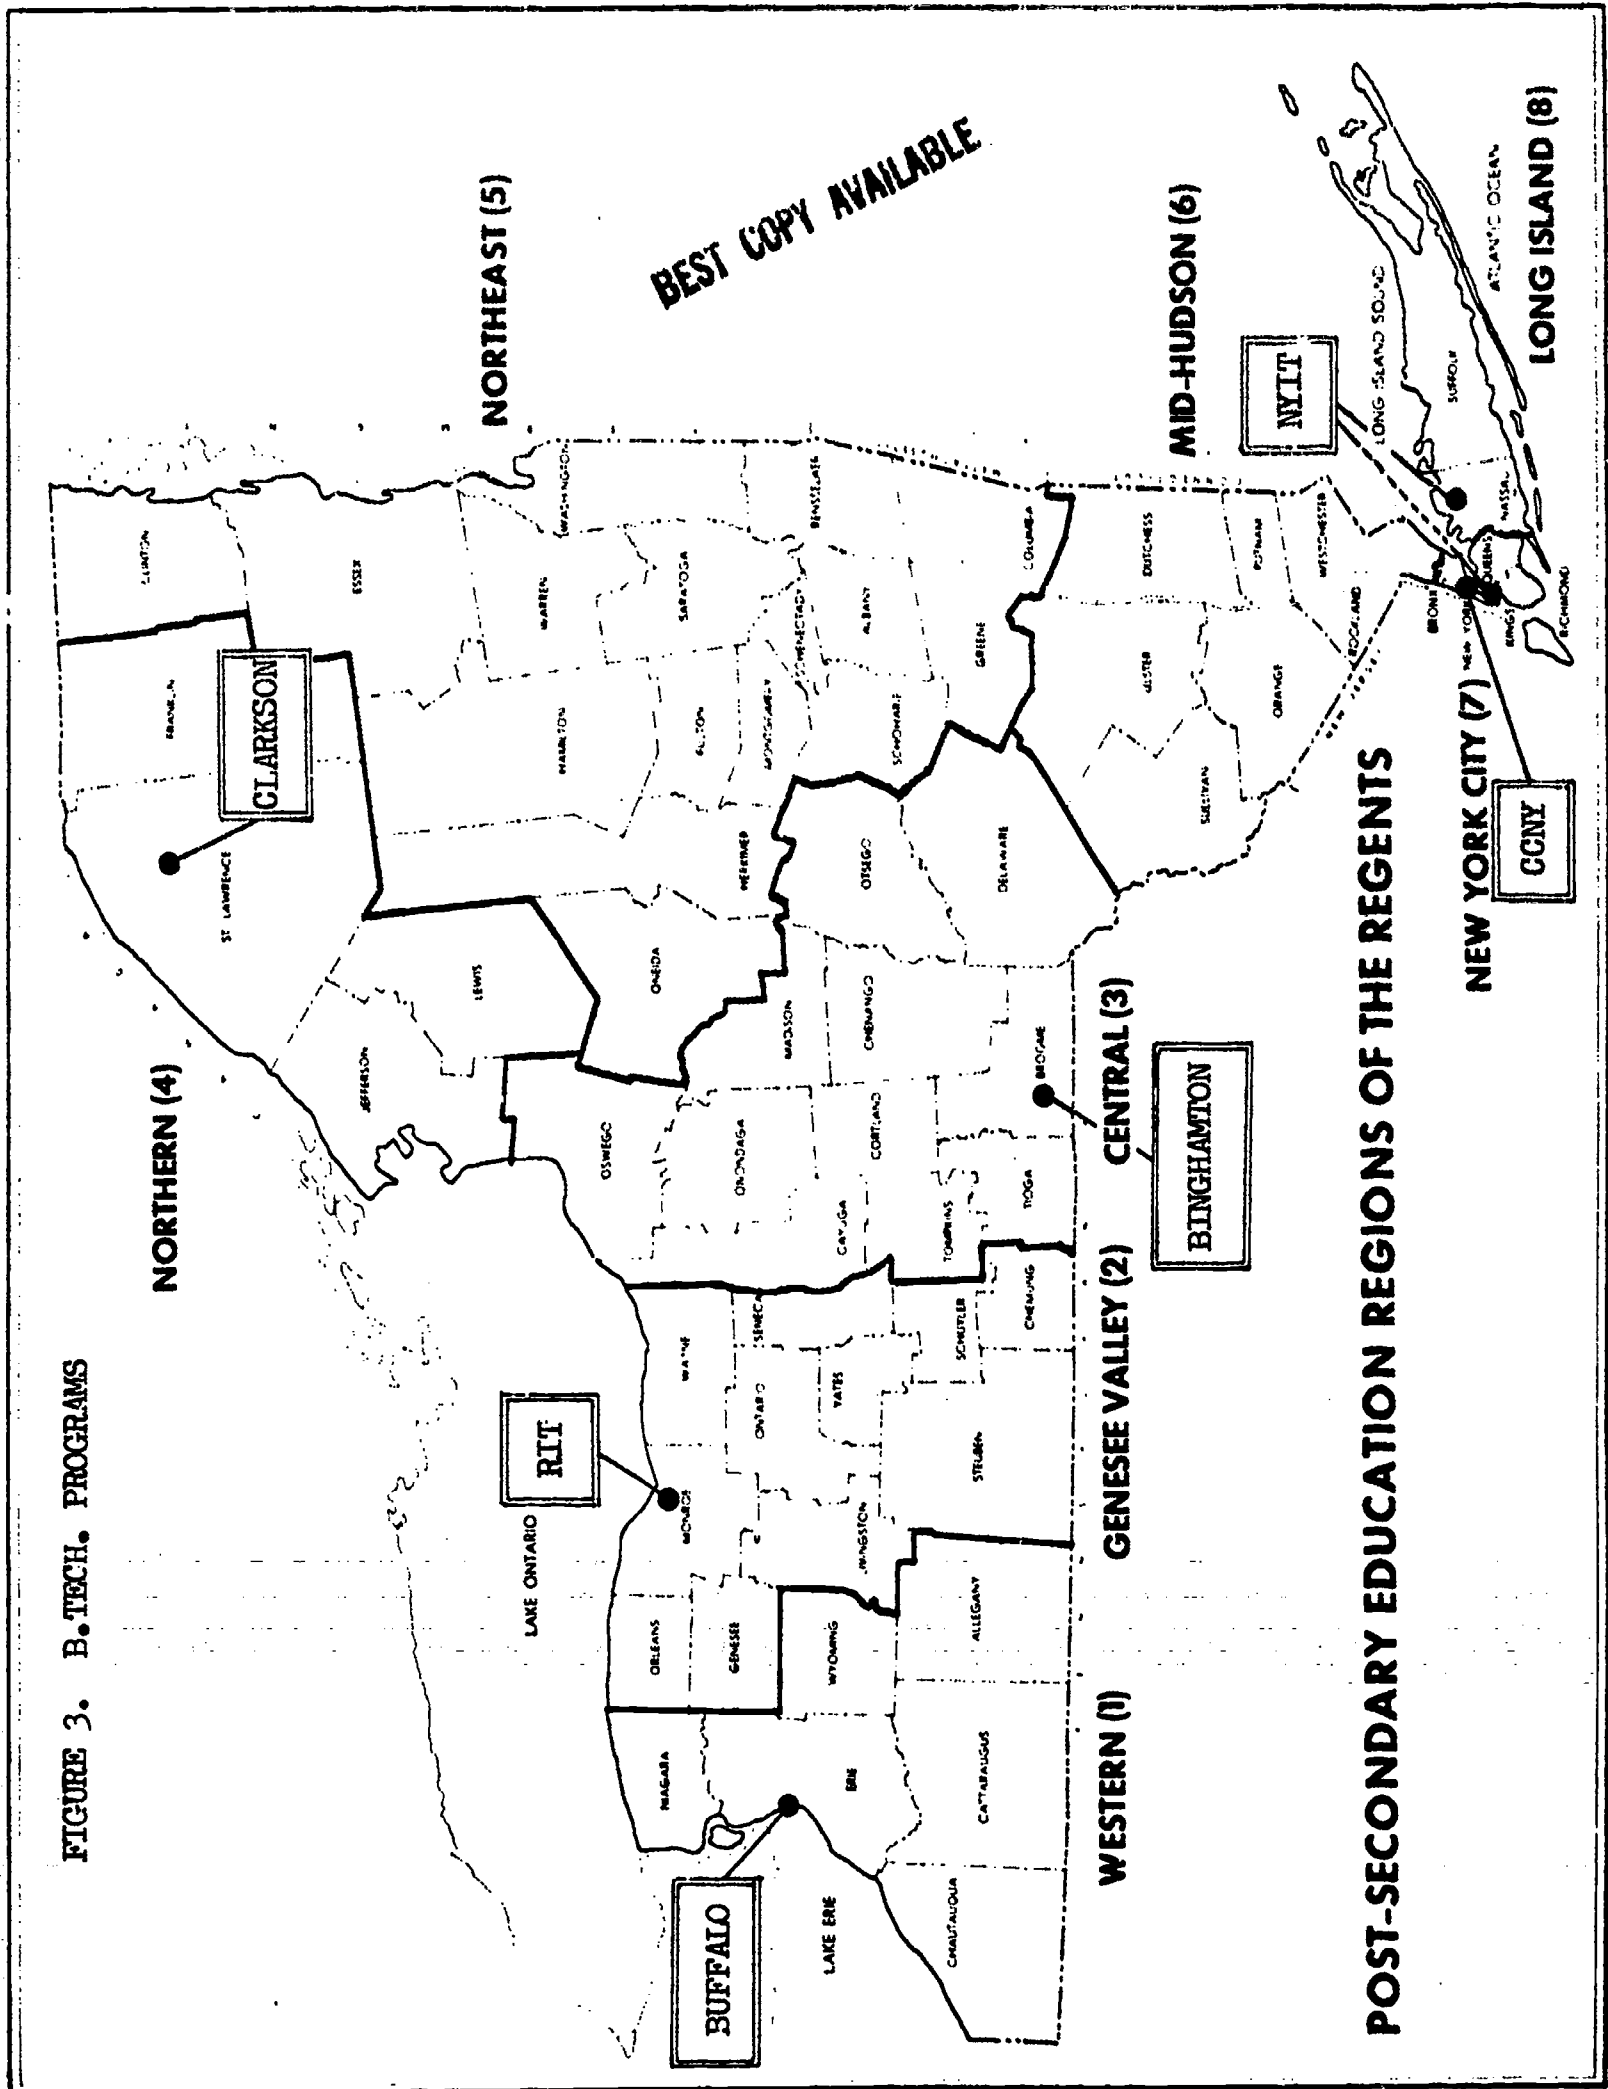 FIGURE 3. B.TECH. PROGRAMS
NORTHERN (4)
NORTHEAST (5)
BEST COPY AVAILABLE
CLARKSON
CLINTON
FRANKLIN
ST LAWRENCE
ESSEX
JEFFERSON
LEWIS
HAMILTON
WARREN
WASHINGTON
LAKE ONTARIO
RIT
OSWEGO
ONEIDA
HERKIMER
FULTON
SARATOGA
MONTGOMERY
SCHENECTADY
RENSSELAER
NIAGARA
ORLEANS
MONROE
WAYNE
GENESEE
ONTARIO
SENECA
ONONDAGA
MADISON
OTSEGO
SCHOHARIE
ALBANY
BUFFALO
LAKE ERIE
ERIE
WYOMING
LIVINGSTON
YATES
CAYUGA
CORTLAND
CHENANGO
GREENE
COLUMBIA
CHAUTAUQUA
CATTARAUGUS
ALLEGANY
STEUBEN
SCHUYLER
CHEMUNG
TOMPKINS
TIOGA
BROOME
DELAWARE
ULSTER
DUTCHESS
SULLIVAN
ORANGE
PUTNAM
WESTCHESTER
ROCKLAND
WESTERN (1)
GENESEE VALLEY (2)
CENTRAL (3)
BINGHAMTON
MID-HUDSON (6)
NYIT
LONG ISLAND SOUND
SUFFOLK
ATLANTIC OCEAN
LONG ISLAND (8)
BRONX
QUEENS
KINGS
RICHMOND
NEW YORK CITY (7)
CCNY
POST-SECONDARY EDUCATION REGIONS OF THE REGENTS